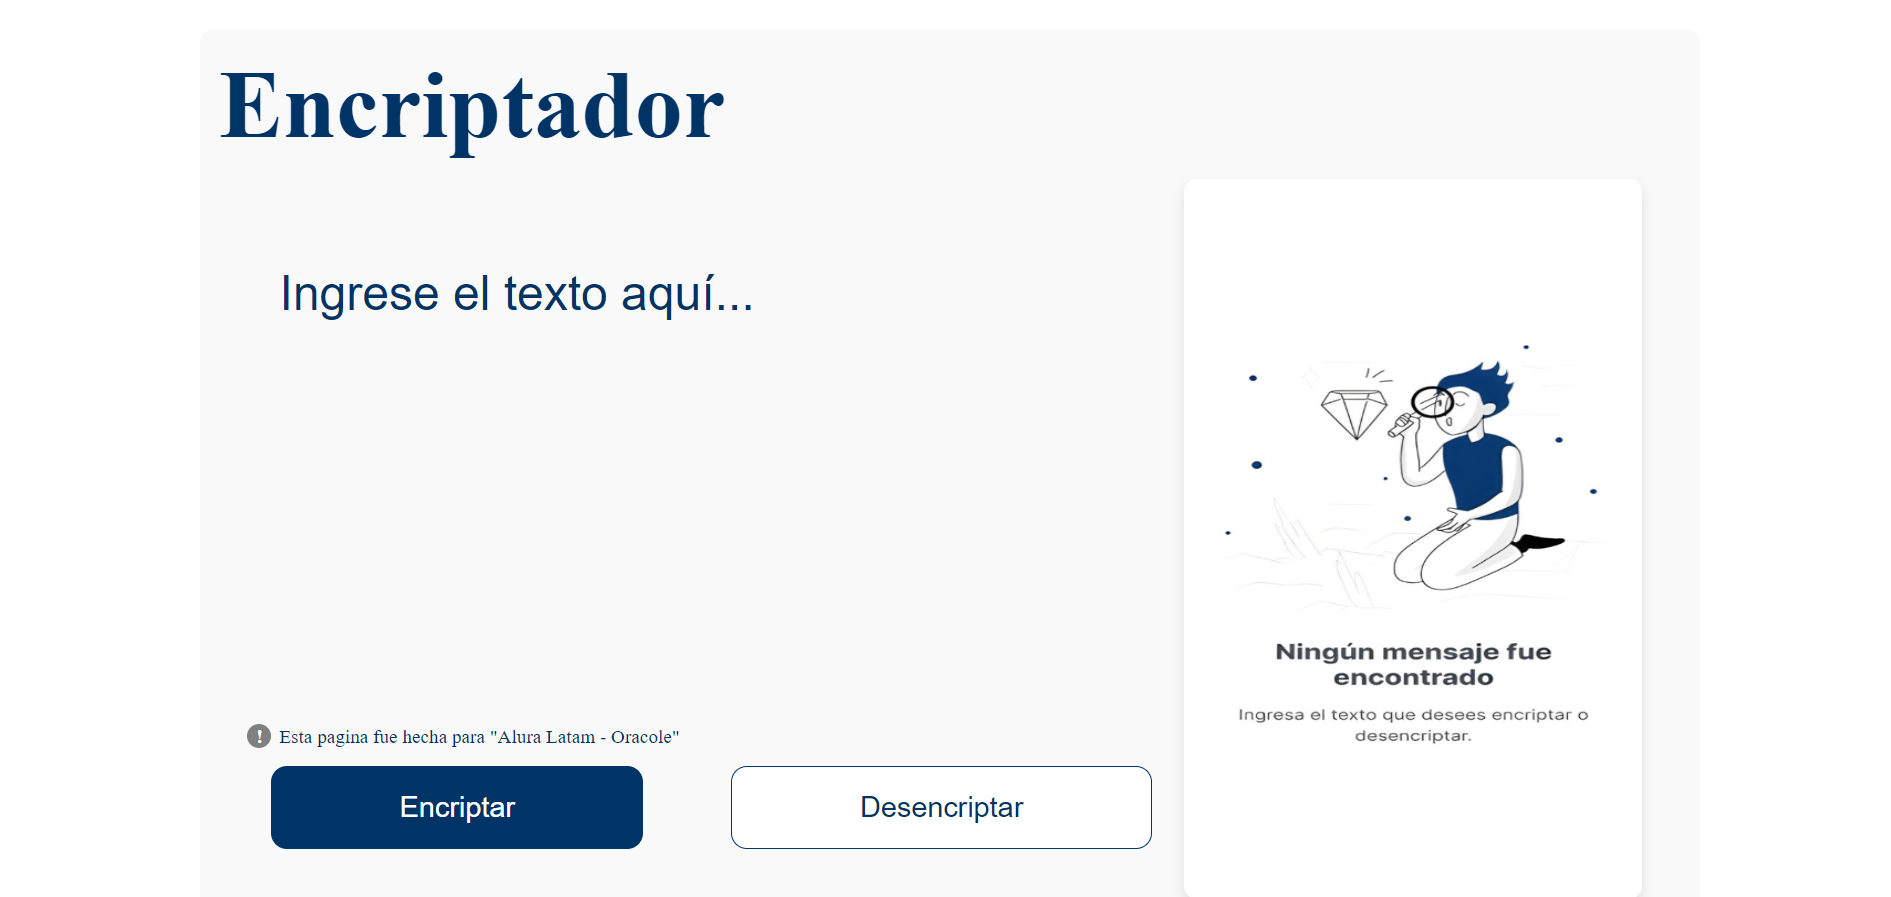 Encriptador
Ingrese el texto aquí...
Ningún mensaje fue
encontrado
Ingresa el texto que desees encriptar o
desencriptar.
! Esta pagina fue hecha para "Alura Latam - Oracole"
Encriptar
Desencriptar